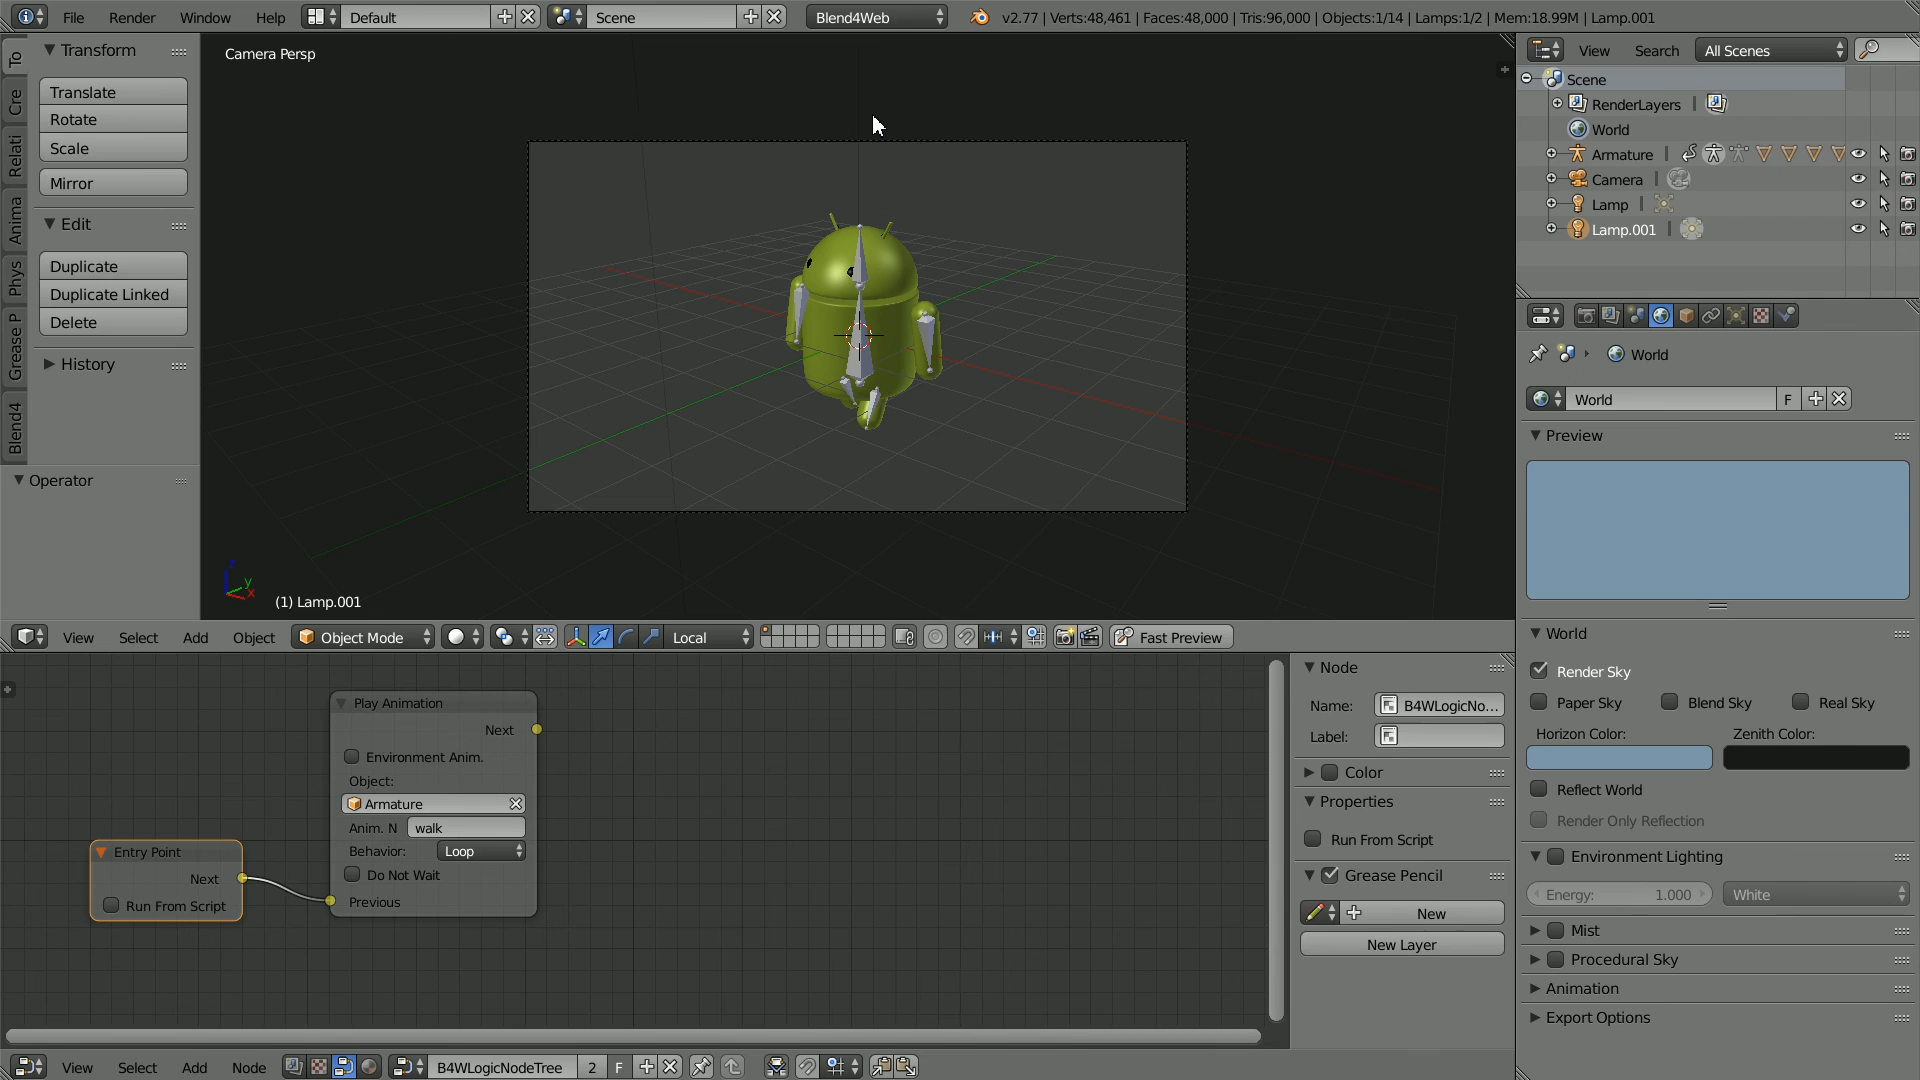 File Render Window Help Default Scene Blend4Web v2.77 | Verts:48,461 | Faces:48,000 | Tris:96,000 | Objects:1/14 | Lamps:1/2 | Mem:18.99M | Lamp.001
To
Cre
Relati
Anima
Phys
Grease P
Blend4
Transform
Translate
Rotate
Scale
Mirror
Edit
Duplicate
Duplicate Linked
Delete
History
Operator
Camera Persp
z
y
x
(1) Lamp.001
View Select Add Object Object Mode Local Fast Preview
View Search All Scenes
Scene
RenderLayers |
World
Armature |
Camera |
Lamp |
Lamp.001 |
World
World F
Preview
World
Render Sky
Paper Sky Blend Sky Real Sky
Horizon Color: Zenith Color:
Reflect World
Render Only Reflection
Environment Lighting
Energy: 1.000 White
Mist
Procedural Sky
Animation
Export Options
Play Animation
Next
Environment Anim.
Object:
Armature
Anim. N walk
Behavior: Loop
Do Not Wait
Previous
Entry Point
Next
Run From Script
Node
Name: B4WLogicNo...
Label:
Color
Properties
Run From Script
Grease Pencil
New
New Layer
View Select Add Node B4WLogicNodeTree 2 F